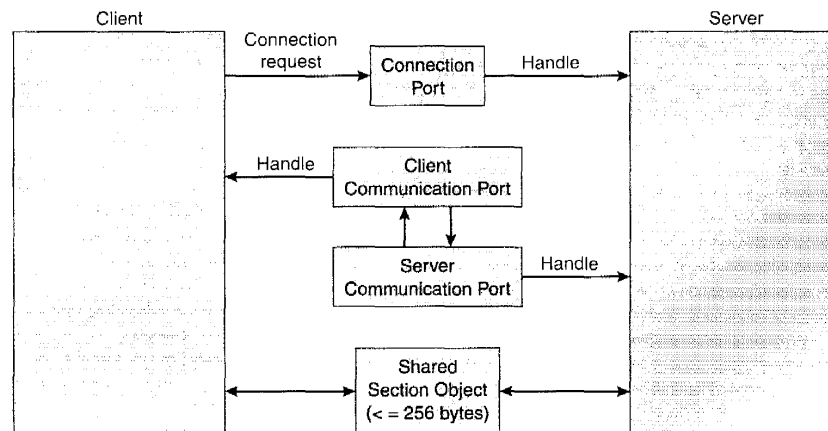 Client
Server
Connection
request
Connection
Port
Handle
Handle
Client
Communication Port
Server
Communication Port
Handle
Shared
Section Object
(< = 256 bytes)